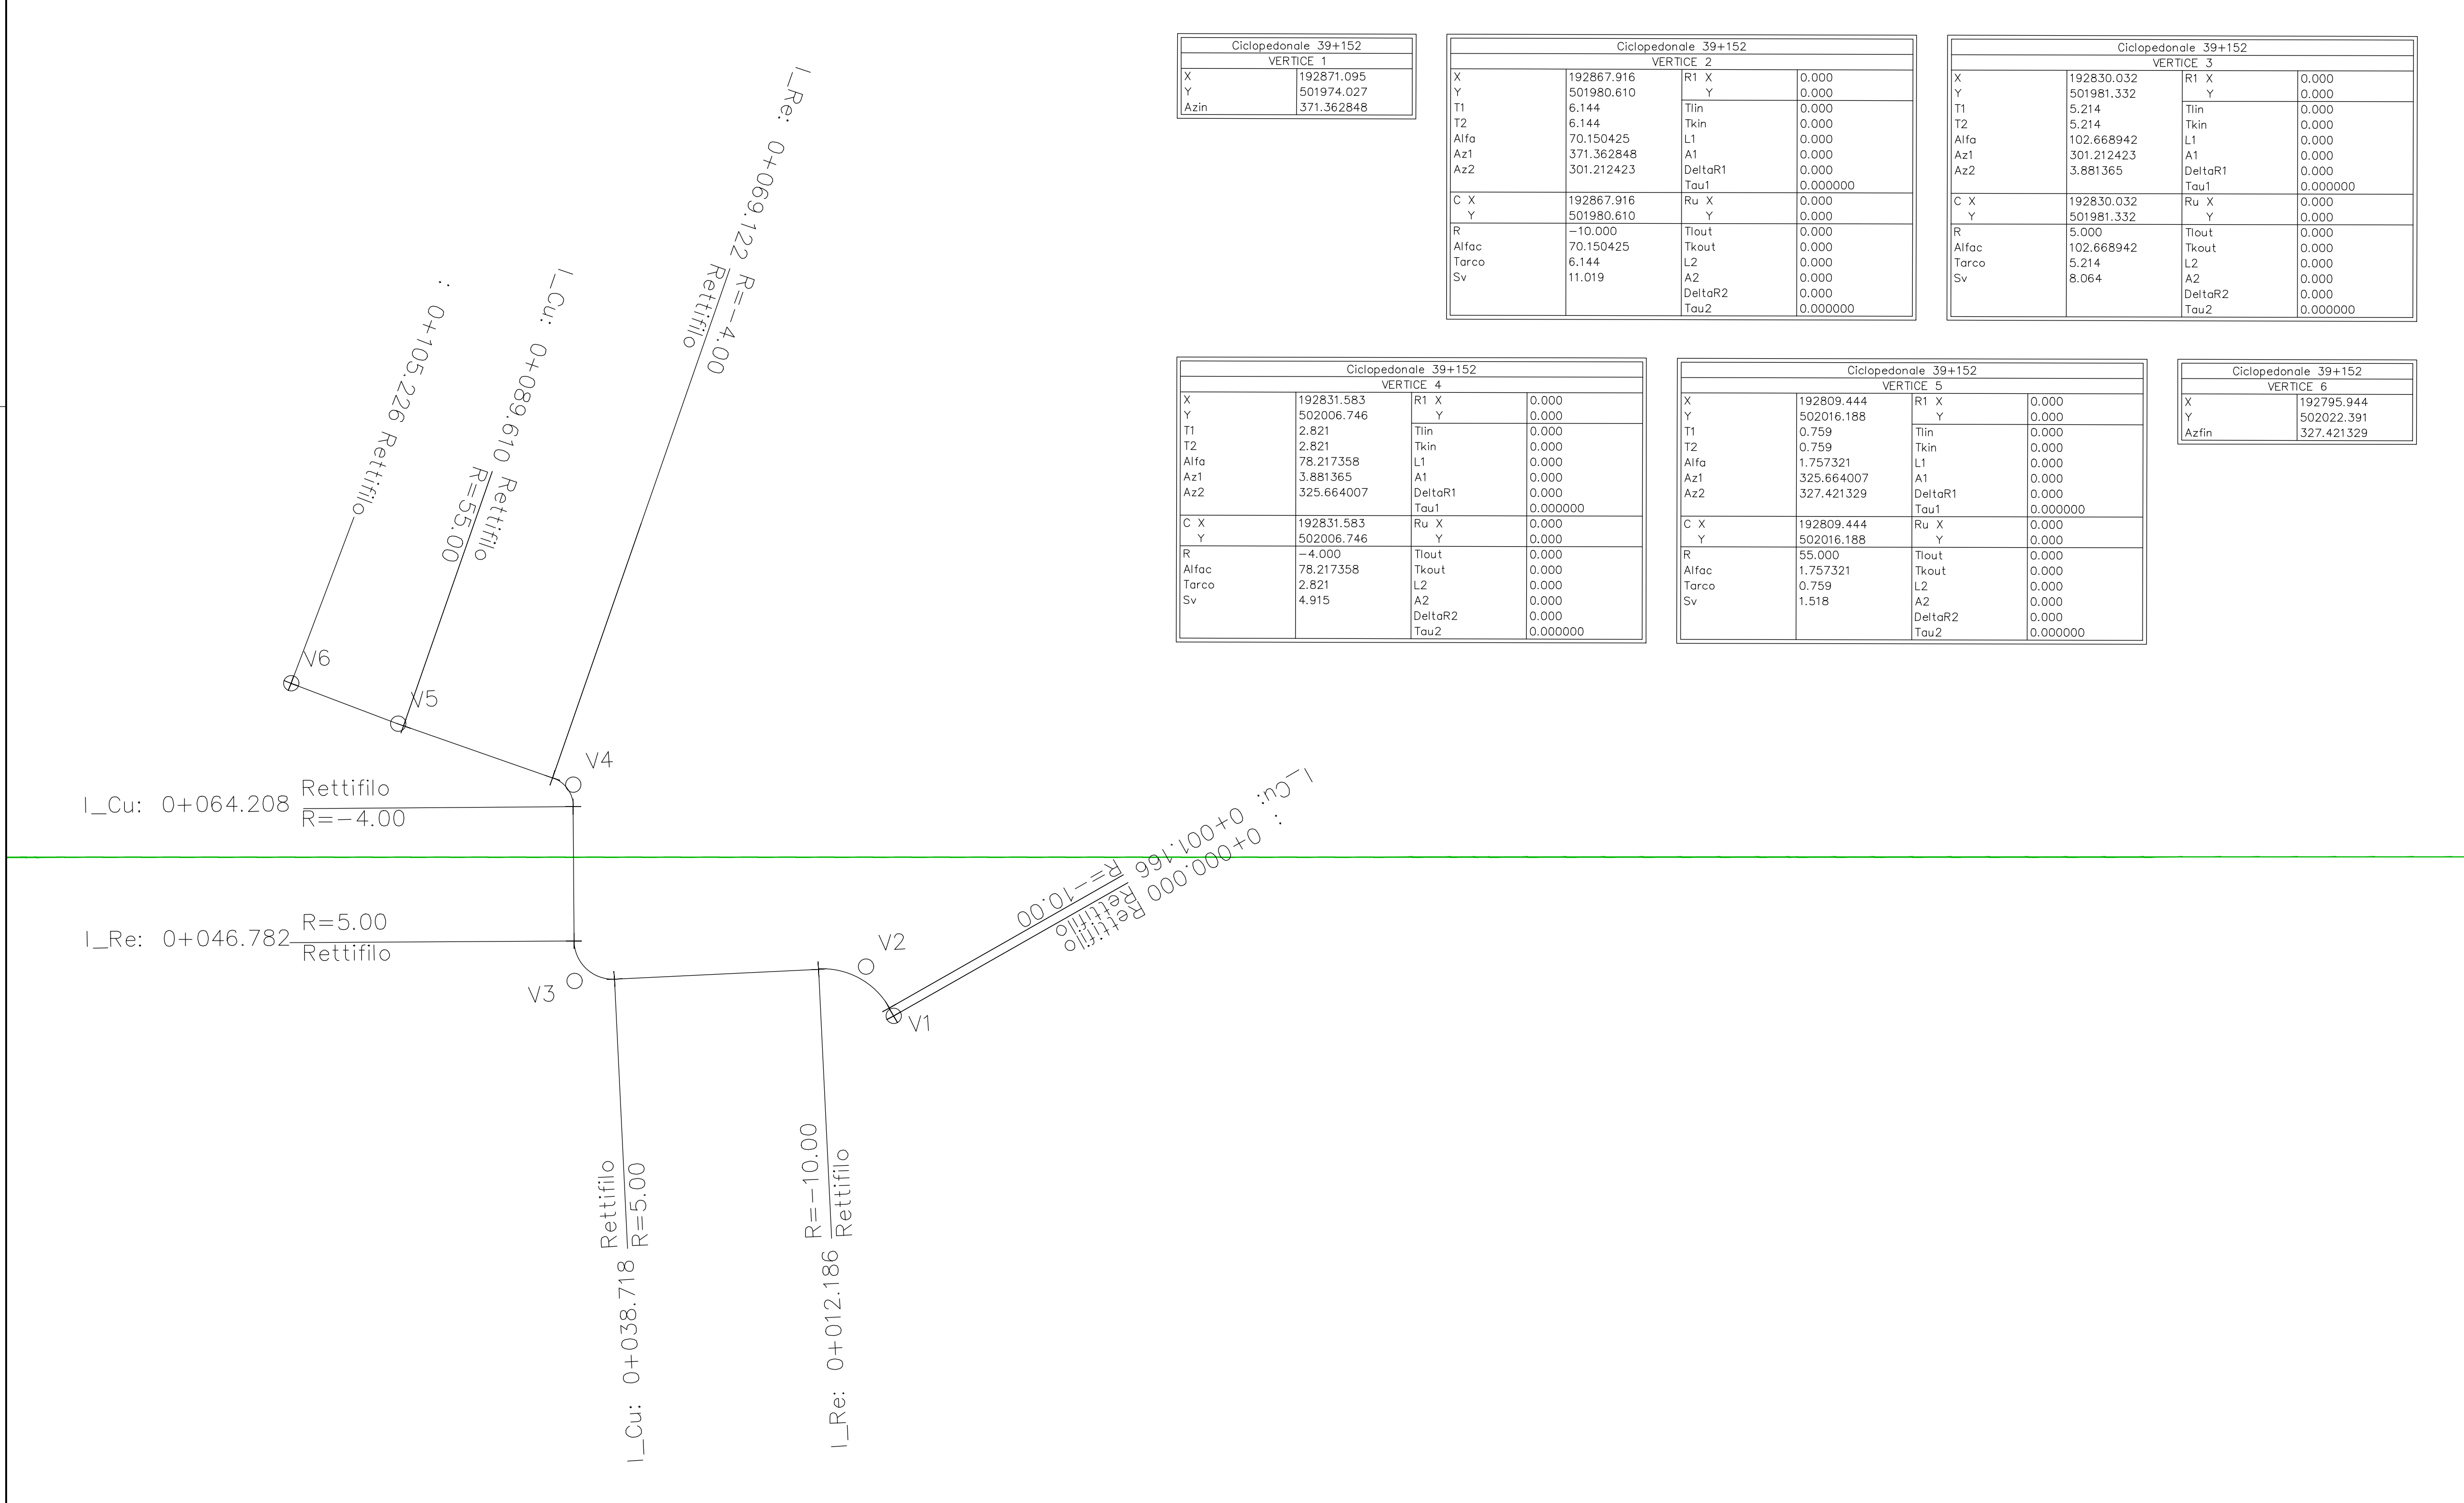 Ciclopedonale 39+152
VERTICE 1
X 192871.095
Y 501974.027
Azin 371.362848
Ciclopedonale 39+152
VERTICE 2
X 192867.916 R1 X 0.000
Y 501980.610 Y 0.000
T1 6.144 Tlin 0.000
T2 6.144 Tkin 0.000
Alfa 70.150425 L1 0.000
Az1 371.362848 A1 0.000
Az2 301.212423 DeltaR1 0.000
Tau1 0.000000
C X 192867.916 Ru X 0.000
Y 501980.610 Y 0.000
R -10.000 Tlout 0.000
Alfac 70.150425 Tkout 0.000
Tarco 6.144 L2 0.000
Sv 11.019 A2 0.000
DeltaR2 0.000
Tau2 0.000000
Ciclopedonale 39+152
VERTICE 3
X 192830.032 R1 X 0.000
Y 501981.332 Y 0.000
T1 5.214 Tlin 0.000
T2 5.214 Tkin 0.000
Alfa 102.668942 L1 0.000
Az1 301.212423 A1 0.000
Az2 3.881365 DeltaR1 0.000
Tau1 0.000000
C X 192830.032 Ru X 0.000
Y 501981.332 Y 0.000
R 5.000 Tlout 0.000
Alfac 102.668942 Tkout 0.000
Tarco 5.214 L2 0.000
Sv 8.064 A2 0.000
DeltaR2 0.000
Tau2 0.000000
Ciclopedonale 39+152
VERTICE 4
X 192831.583 R1 X 0.000
Y 502006.746 Y 0.000
T1 2.821 Tlin 0.000
T2 2.821 Tkin 0.000
Alfa 78.217358 L1 0.000
Az1 3.881365 A1 0.000
Az2 325.664007 DeltaR1 0.000
Tau1 0.000000
C X 192831.583 Ru X 0.000
Y 502006.746 Y 0.000
R -4.000 Tlout 0.000
Alfac 78.217358 Tkout 0.000
Tarco 2.821 L2 0.000
Sv 4.915 A2 0.000
DeltaR2 0.000
Tau2 0.000000
Ciclopedonale 39+152
VERTICE 5
X 192809.444 R1 X 0.000
Y 502016.188 Y 0.000
T1 0.759 Tlin 0.000
T2 0.759 Tkin 0.000
Alfa 1.757321 L1 0.000
Az1 325.664007 A1 0.000
Az2 327.421329 DeltaR1 0.000
Tau1 0.000000
C X 192809.444 Ru X 0.000
Y 502016.188 Y 0.000
R 55.000 Tlout 0.000
Alfac 1.757321 Tkout 0.000
Tarco 0.759 L2 0.000
Sv 1.518 A2 0.000
DeltaR2 0.000
Tau2 0.000000
Ciclopedonale 39+152
VERTICE 6
X 192795.944
Y 502022.391
Azfin 327.421329
I_Re: 0+069.122 R=-4.00
Rettifilo
I_Cu: 0+089.610 Rettifilo
R=55.00
: 0+105.226 Rettifilo
V6
V5
V4
I_Cu: 0+064.208 Rettifilo
R=-4.00
I_Re: 0+046.782 R=5.00
Rettifilo
V3
V2
V1
I_Cu: 0+001.166 Rettifilo
R=-10.00
: 0+000.000 Rettifilo
I_Cu: 0+038.718 Rettifilo
R=5.00
I_Re: 0+012.186 R=-10.00
Rettifilo